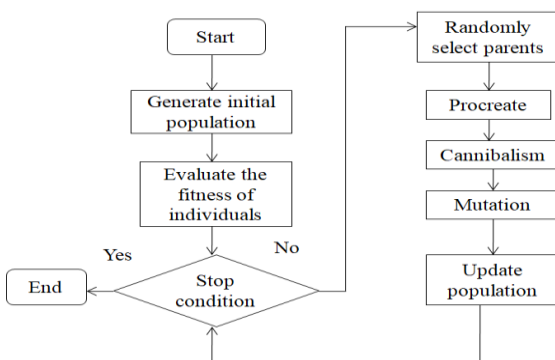 Start
Generate initial
population
Evaluate the
fitness of
individuals
Stop
condition
Yes
End
No
Randomly
select parents
Procreate
Cannibalism
Mutation
Update
population